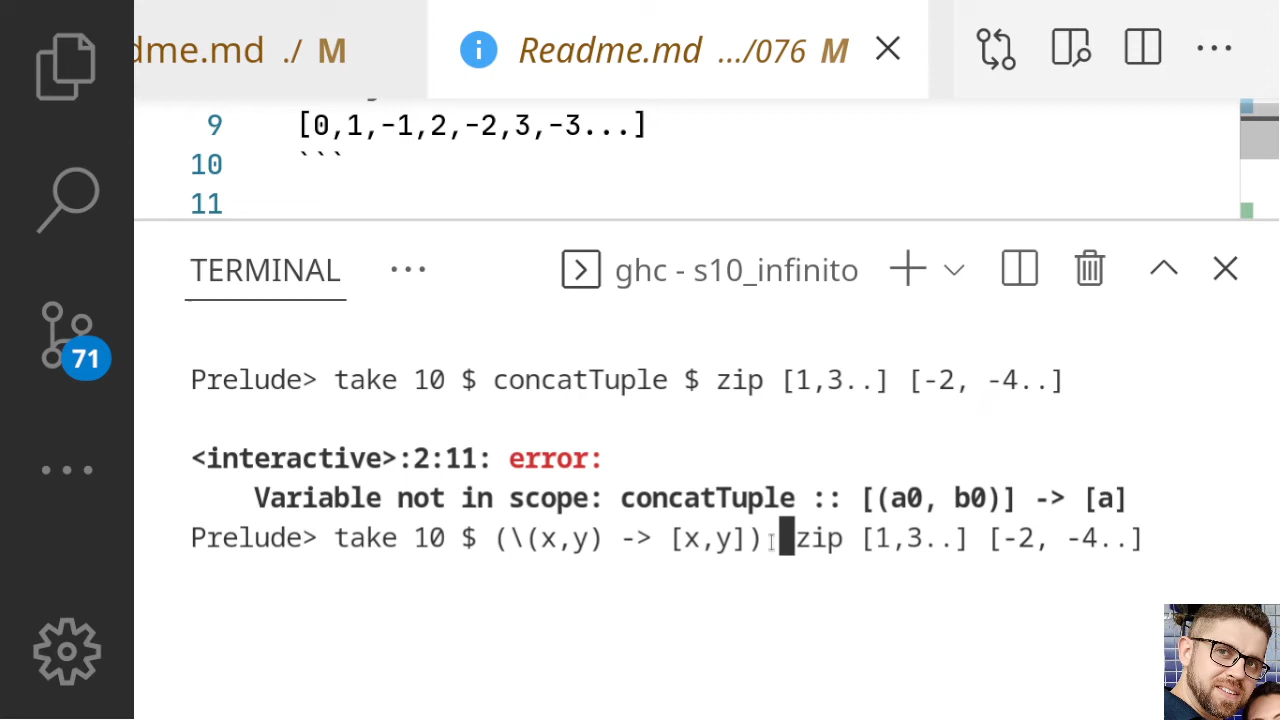 dme.md ./ M
Readme.md .../076 M
9 [0,1,-1,2,-2,3,-3...]
10 ```
11
TERMINAL
ghc - s10_infinito
71
Prelude> take 10 $ concatTuple $ zip [1,3..] [-2, -4..]
<interactive>:2:11: error:
Variable not in scope: concatTuple :: [(a0, b0)] -> [a]
Prelude> take 10 $ (\(x,y) -> [x,y]) zip [1,3..] [-2, -4..]